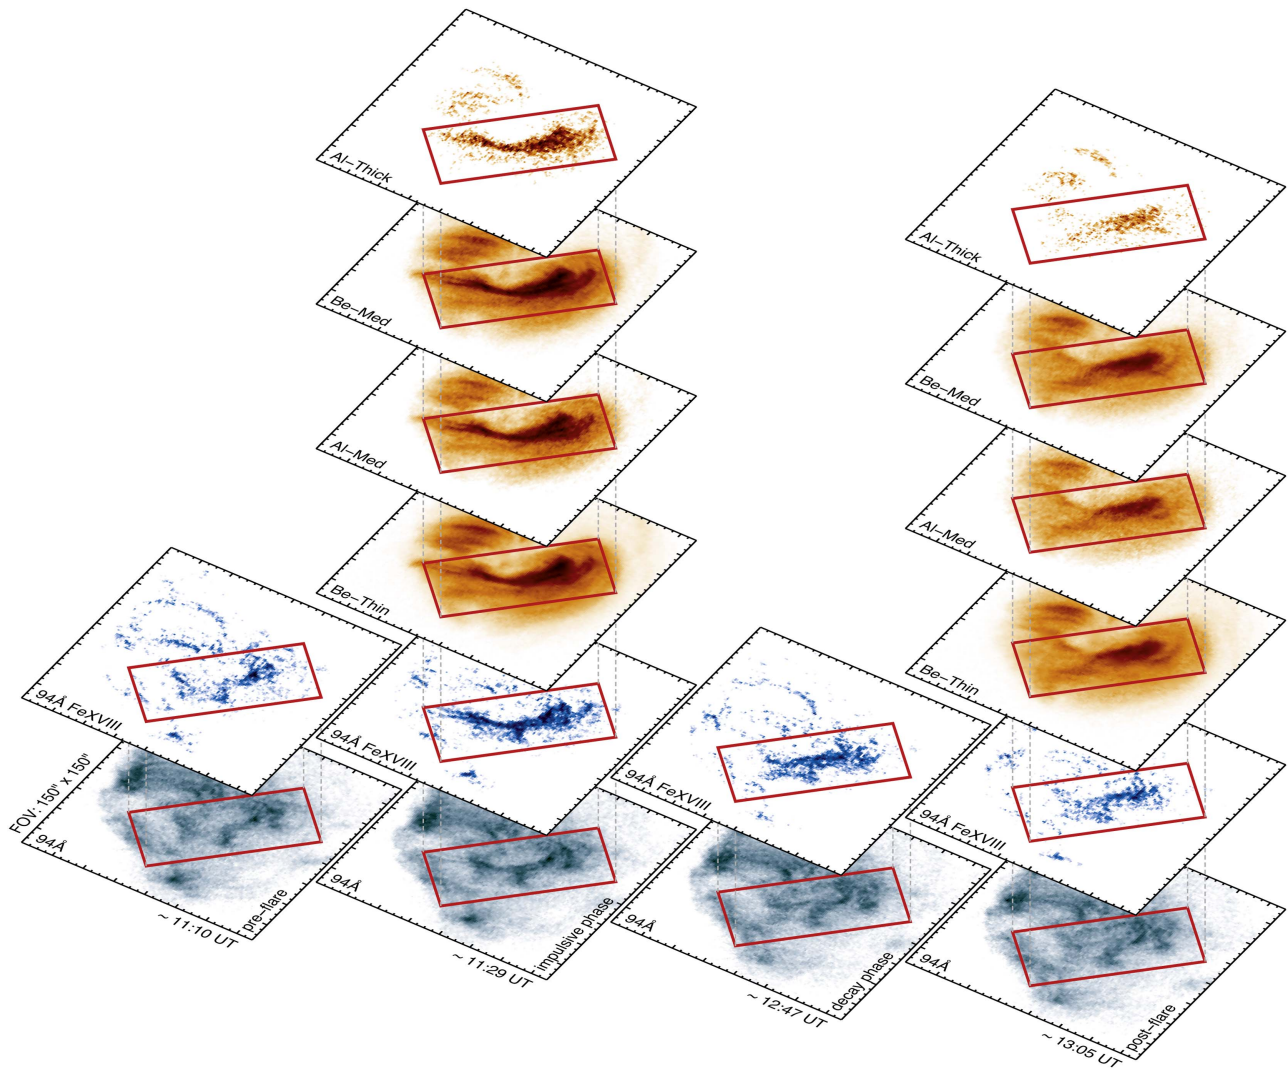 Al−Thick
Be−Med
Al−Med
Be−Thin
94Å FeXVIII
94Å FeXVIII
94Å FeXVIII
94Å FeXVIII
Al−Thick
Be−Med
Al−Med
Be−Thin
FOV: 150" x 150"
94Å
pre−flare
~ 11:10 UT
94Å
impulsive phase
~ 11:29 UT
94Å
decay phase
~ 12:47 UT
94Å
post−flare
~ 13:05 UT